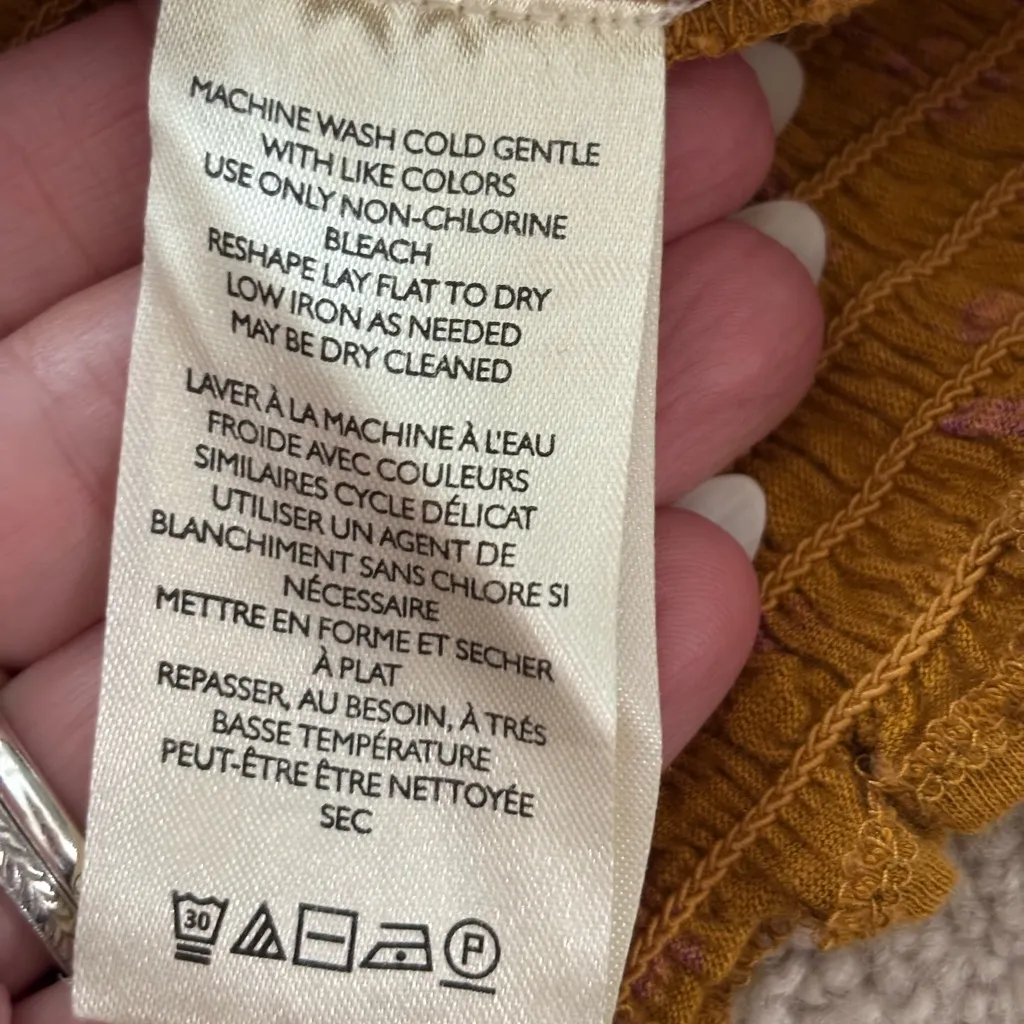 MACHINE WASH COLD GENTLE
WITH LIKE COLORS
USE ONLY NON-CHLORINE
BLEACH
RESHAPE LAY FLAT TO DRY
LOW IRON AS NEEDED
MAY BE DRY CLEANED
LAVER À LA MACHINE À L'EAU
FROIDE AVEC COULEURS
SIMILAIRES CYCLE DÉLICAT
UTILISER UN AGENT DE
BLANCHIMENT SANS CHLORE SI
NÉCESSAIRE
METTRE EN FORME ET SECHER
À PLAT
REPASSER, AU BESOIN, À TRÉS
BASSE TEMPÉRATURE
PEUT-ÊTRE ÊTRE NETTOYÉE
SEC
30 P